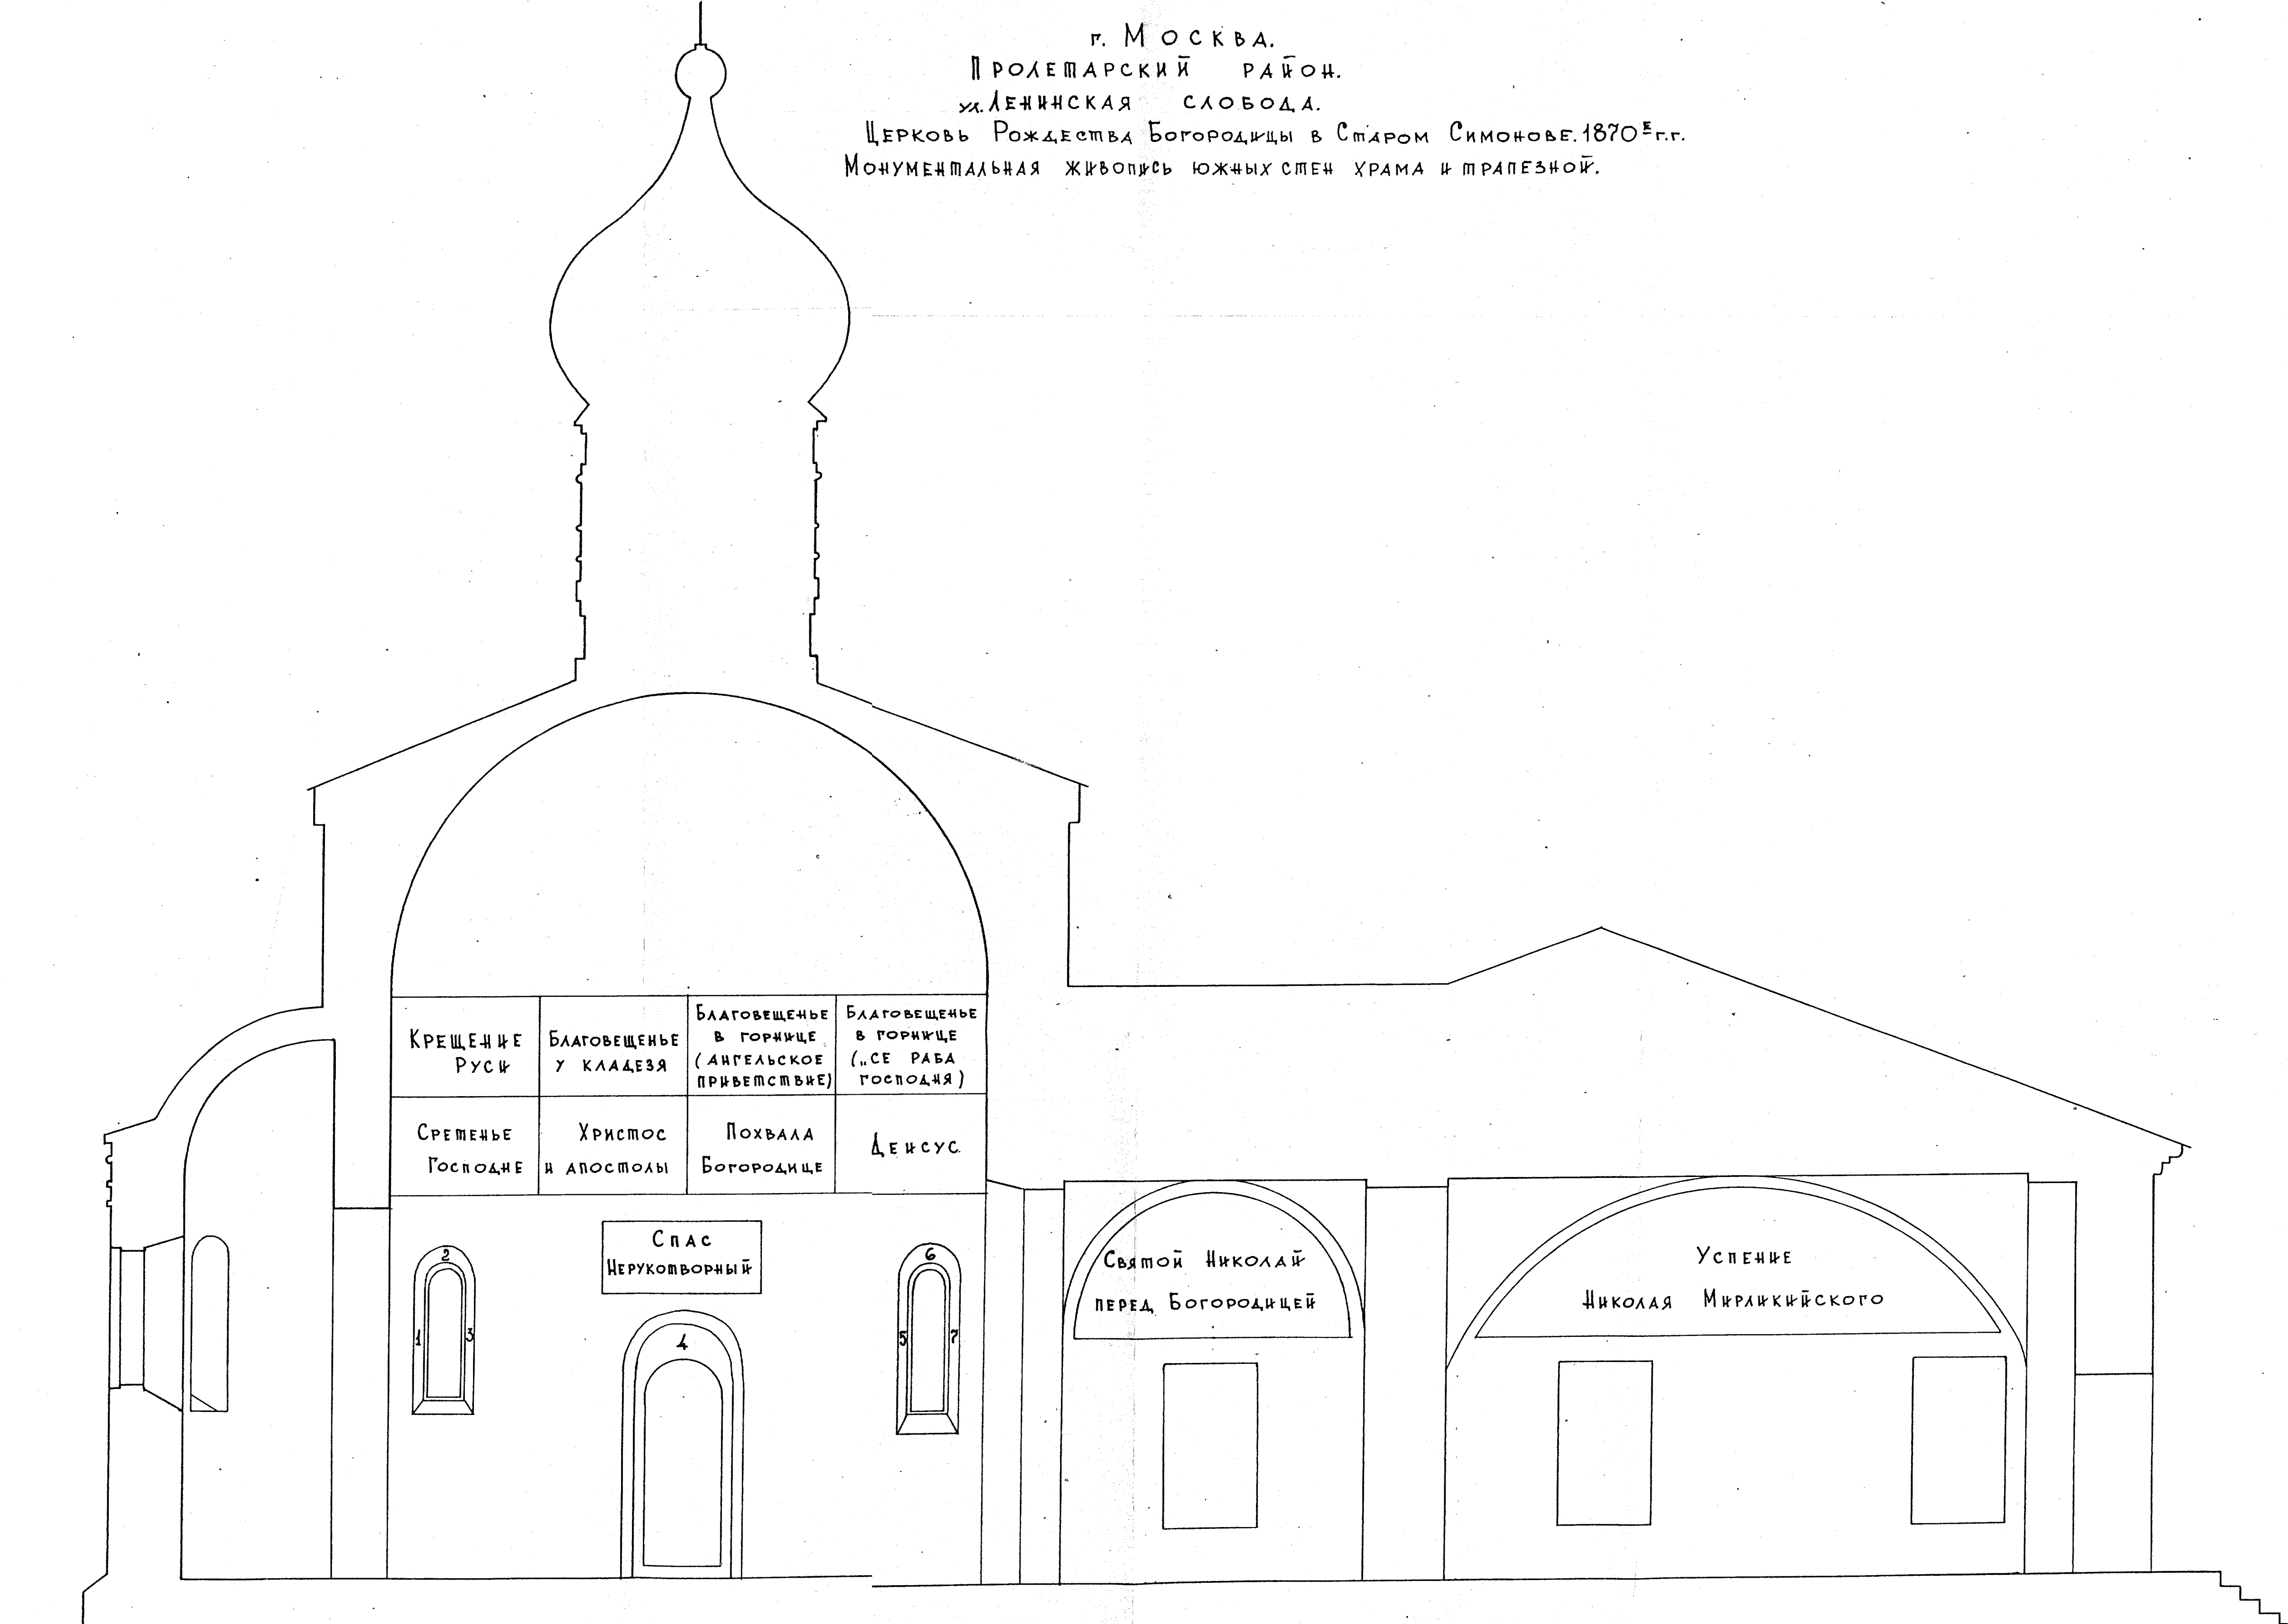 г. Москва.
Пролетарский район.
ул. Ленинская слобода.
Церковь Рождества Богородицы в Старом Симонове. 1870Е г.г.
Монументальная живопись южных стен храма и трапезной.
Крещение
Руси
Благовещенье
у кладезя
Благовещенье
в горнице
(ангельское
приветствие)
Благовещенье
в горнице
(„се раба
господня)
Сретенье
Господне
Христос
и апостолы
Похвала
Богородице
Деисус.
Спас
Нерукотворный
1
2
3
4
5
6
7
Святой Николай
перед Богородицей
Успение
Николая Мирликийского